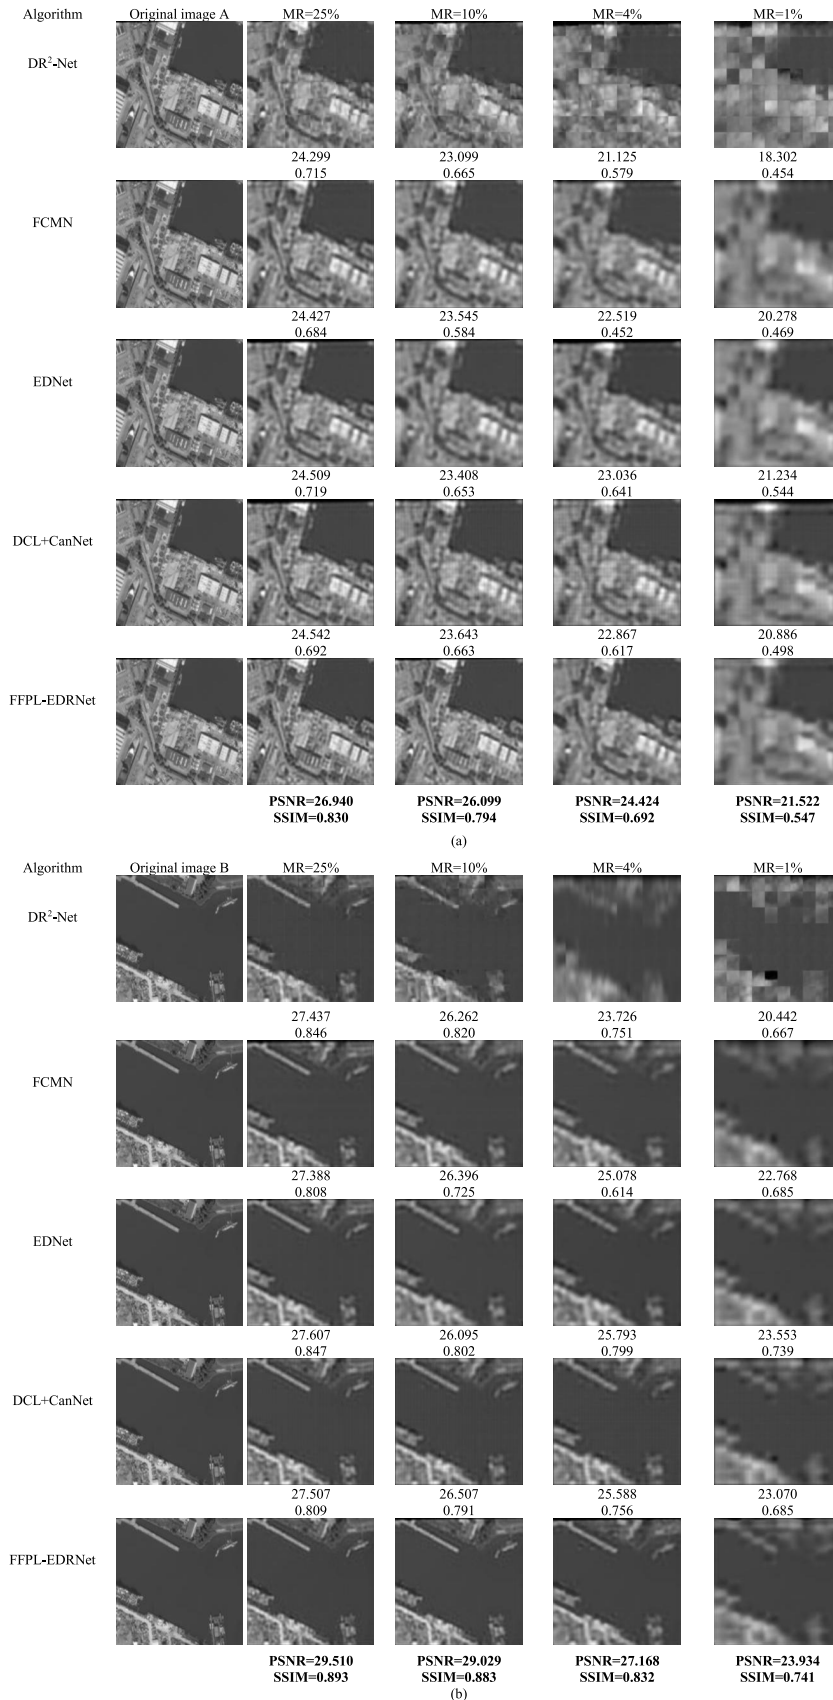 Algorithm Original image A MR=25% MR=10% MR=4% MR=1%
DR²-Net
24.299 23.099 21.125 18.302
0.715 0.665 0.579 0.454
FCMN
24.427 23.545 22.519 20.278
0.684 0.584 0.452 0.469
EDNet
24.509 23.408 23.036 21.234
0.719 0.653 0.641 0.544
DCL+CanNet
24.542 23.643 22.867 20.886
0.692 0.663 0.617 0.498
FFPL-EDRNet
PSNR=26.940 PSNR=26.099 PSNR=24.424 PSNR=21.522
SSIM=0.830 SSIM=0.794 SSIM=0.692 SSIM=0.547
(a)
Algorithm Original image B MR=25% MR=10% MR=4% MR=1%
DR²-Net
27.437 26.262 23.726 20.442
0.846 0.820 0.751 0.667
FCMN
27.388 26.396 25.078 22.768
0.808 0.725 0.614 0.685
EDNet
27.607 26.095 25.793 23.553
0.847 0.802 0.799 0.739
DCL+CanNet
27.507 26.507 25.588 23.070
0.809 0.791 0.756 0.685
FFPL-EDRNet
PSNR=29.510 PSNR=29.029 PSNR=27.168 PSNR=23.934
SSIM=0.893 SSIM=0.883 SSIM=0.832 SSIM=0.741
(b)